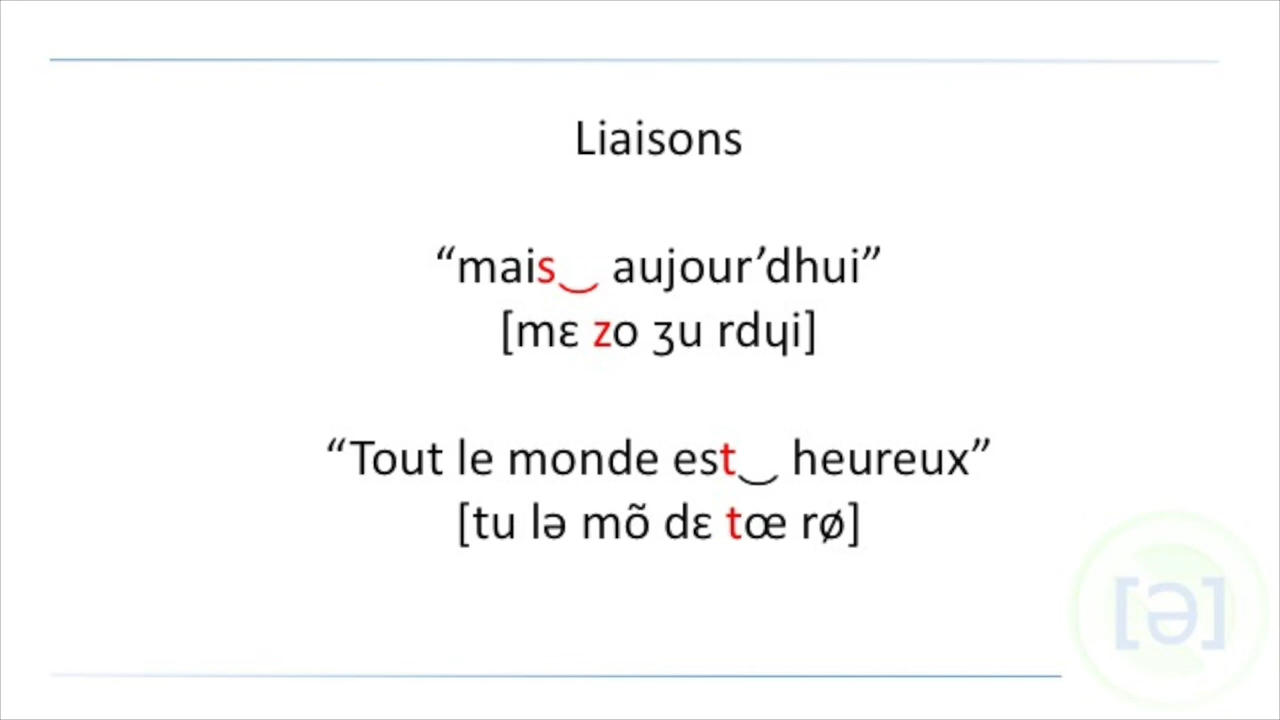 Liaisons
“mais‿ aujour’dhui”
[mɛ zo ʒu rdɥi]
“Tout le monde est‿ heureux”
[tu lə mõ dɛ tœ rø]
[ə]